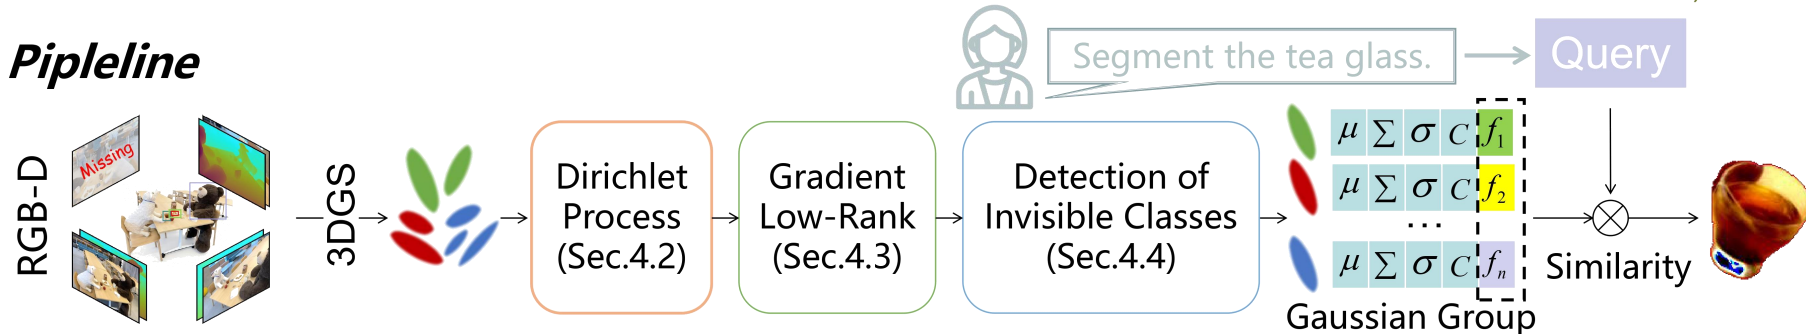 Pipleline
Segment the tea glass.
Query
RGB-D
Missing
3DGS
Dirichlet
Process
(Sec.4.2)
Gradient
Low-Rank
(Sec.4.3)
Detection of
Invisible Classes
(Sec.4.4)
μ Σ σ C f₁
μ Σ σ C f₂
...
μ Σ σ C fₙ
Gaussian Group
Similarity